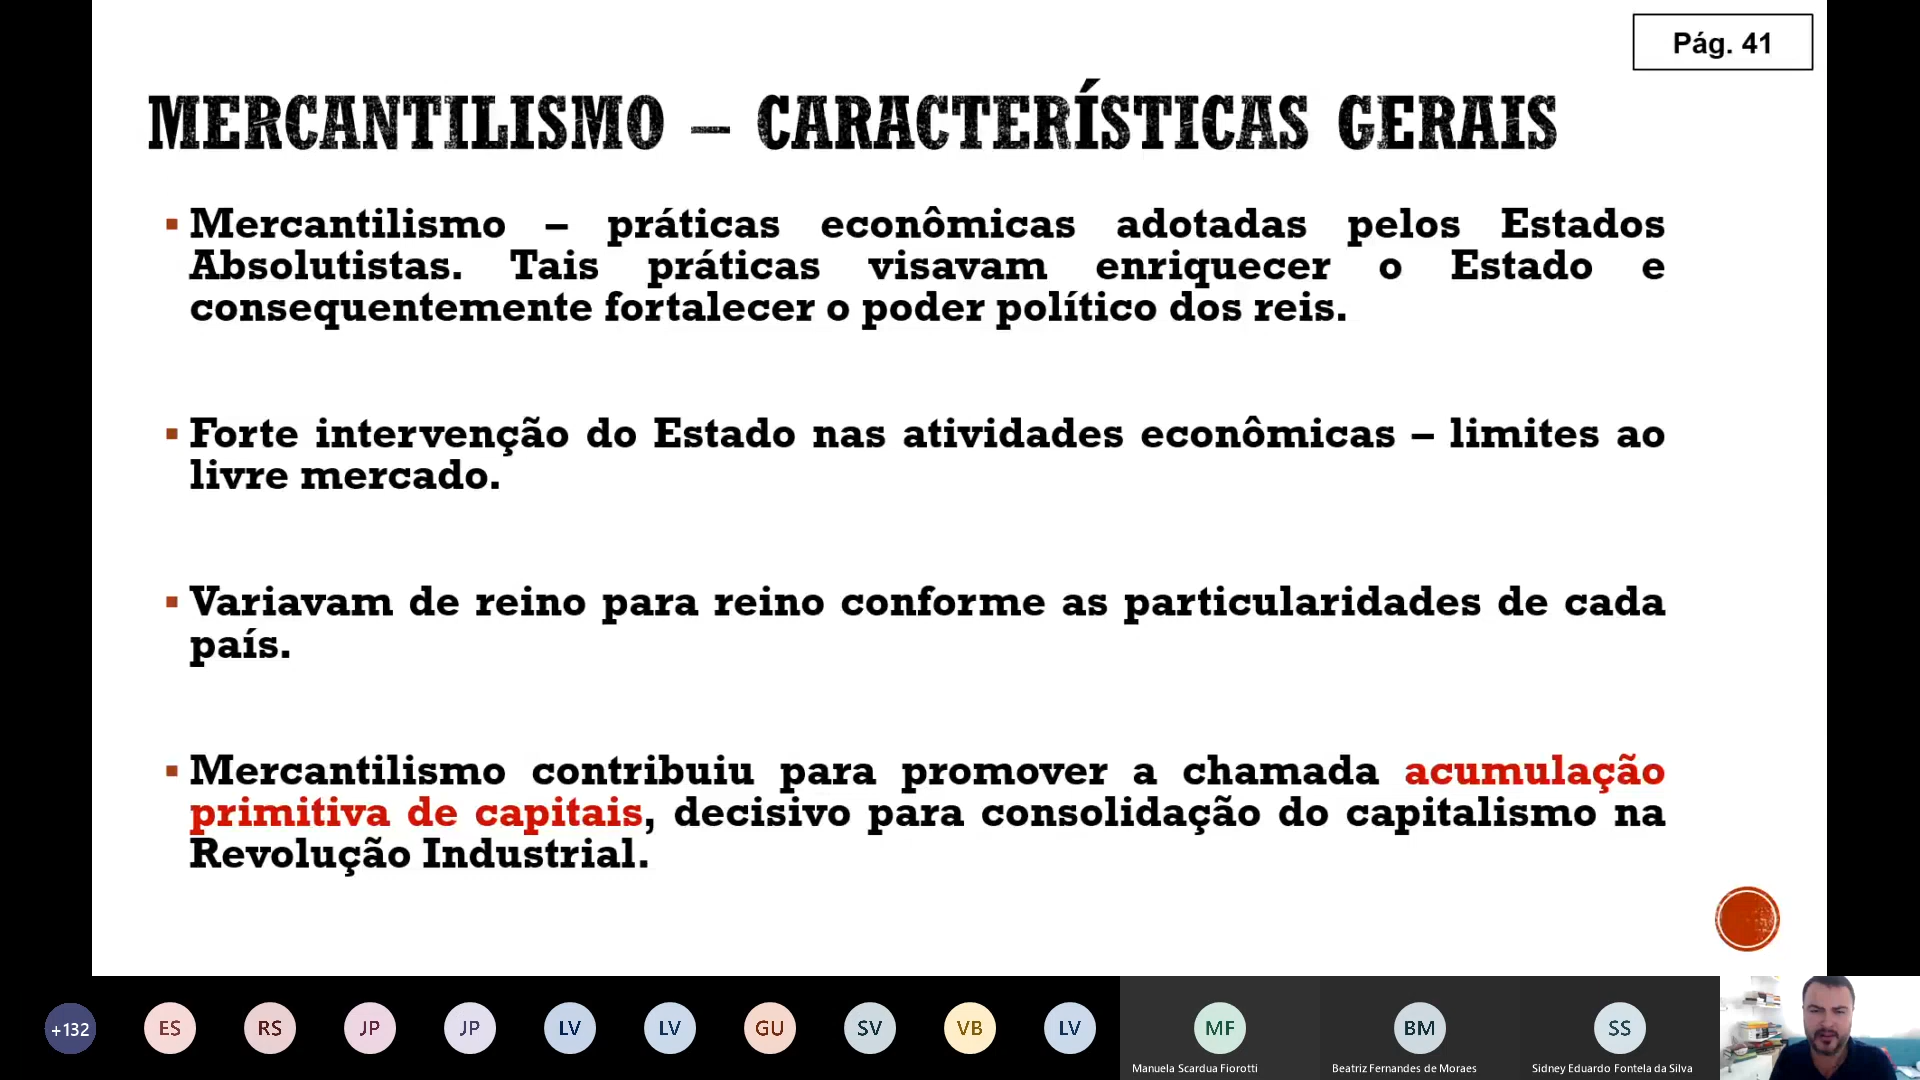 Pág. 41
MERCANTILISMO – CARACTERÍSTICAS GERAIS
▪ Mercantilismo – práticas econômicas adotadas pelos Estados
Absolutistas. Tais práticas visavam enriquecer o Estado e
consequentemente fortalecer o poder político dos reis.
▪ Forte intervenção do Estado nas atividades econômicas – limites ao
livre mercado.
▪ Variavam de reino para reino conforme as particularidades de cada
país.
▪ Mercantilismo contribuiu para promover a chamada acumulação
primitiva de capitais, decisivo para consolidação do capitalismo na
Revolução Industrial.
+132 ES RS JP JP LV LV GU SV VB LV MF BM SS
Manuela Scardua Fiorotti Beatriz Fernandes de Moraes Sidney Eduardo Fontela da Silva